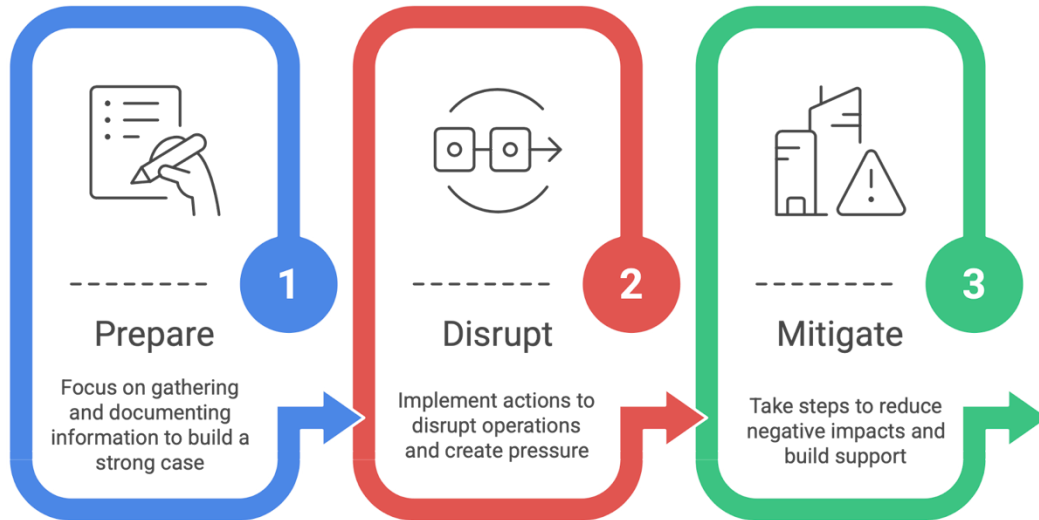 1
Prepare
Focus on gathering
and documenting
information to build a
strong case
2
Disrupt
Implement actions to
disrupt operations
and create pressure
3
Mitigate
Take steps to reduce
negative impacts and
build support